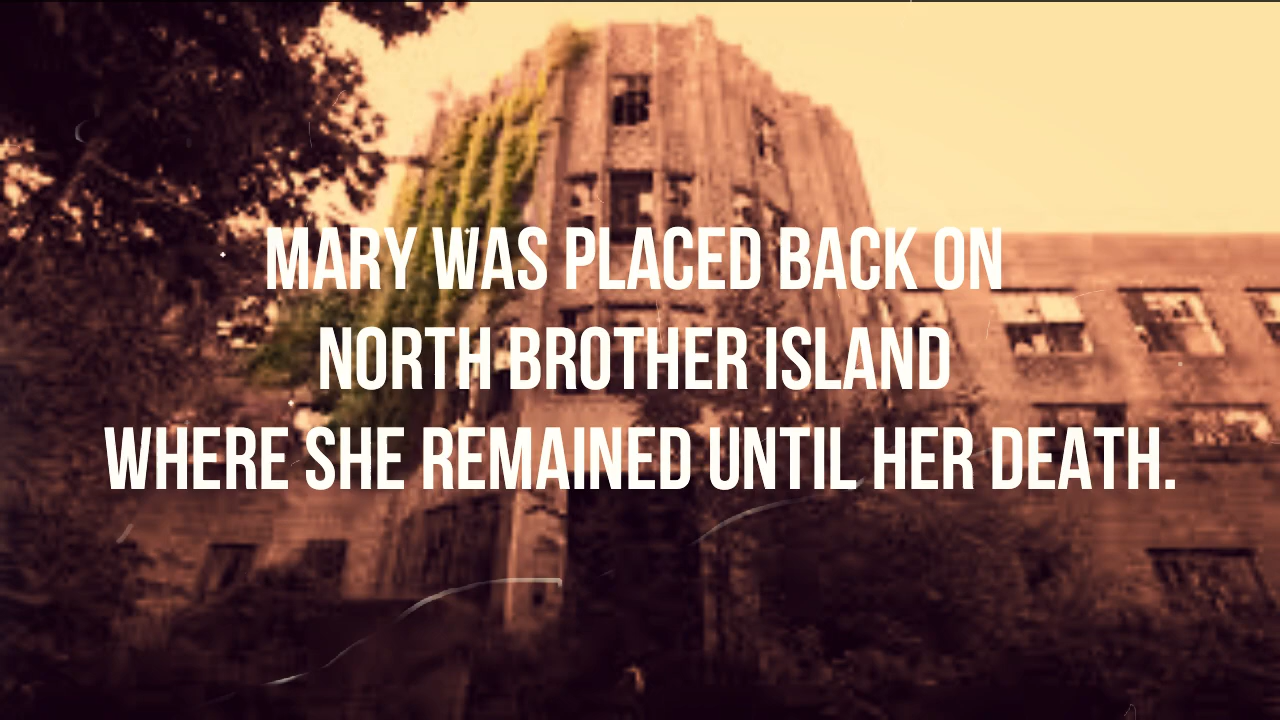 MARY WAS PLACED BACK ON
NORTH BROTHER ISLAND
WHERE SHE REMAINED UNTIL HER DEATH.